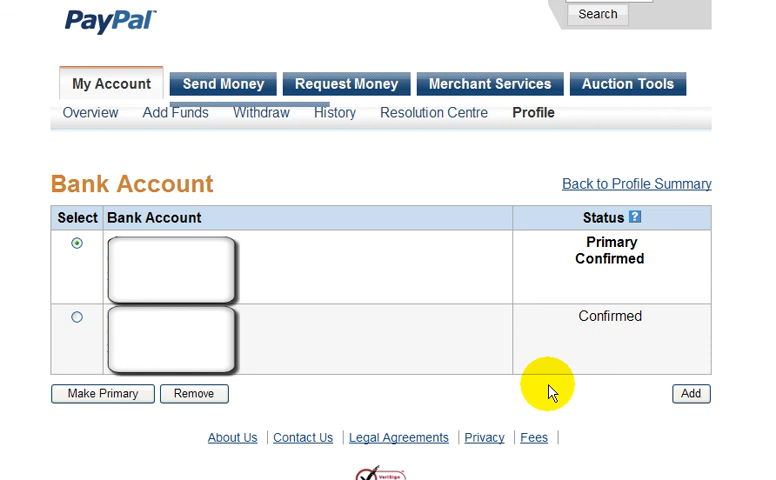 PayPal
Search
My Account Send Money Request Money Merchant Services Auction Tools
Overview Add Funds Withdraw History Resolution Centre Profile
Bank Account Back to Profile Summary
Select Bank Account Status ?
Primary
Confirmed
Confirmed
Make Primary Remove Add
About Us Contact Us Legal Agreements Privacy Fees
VeriSign